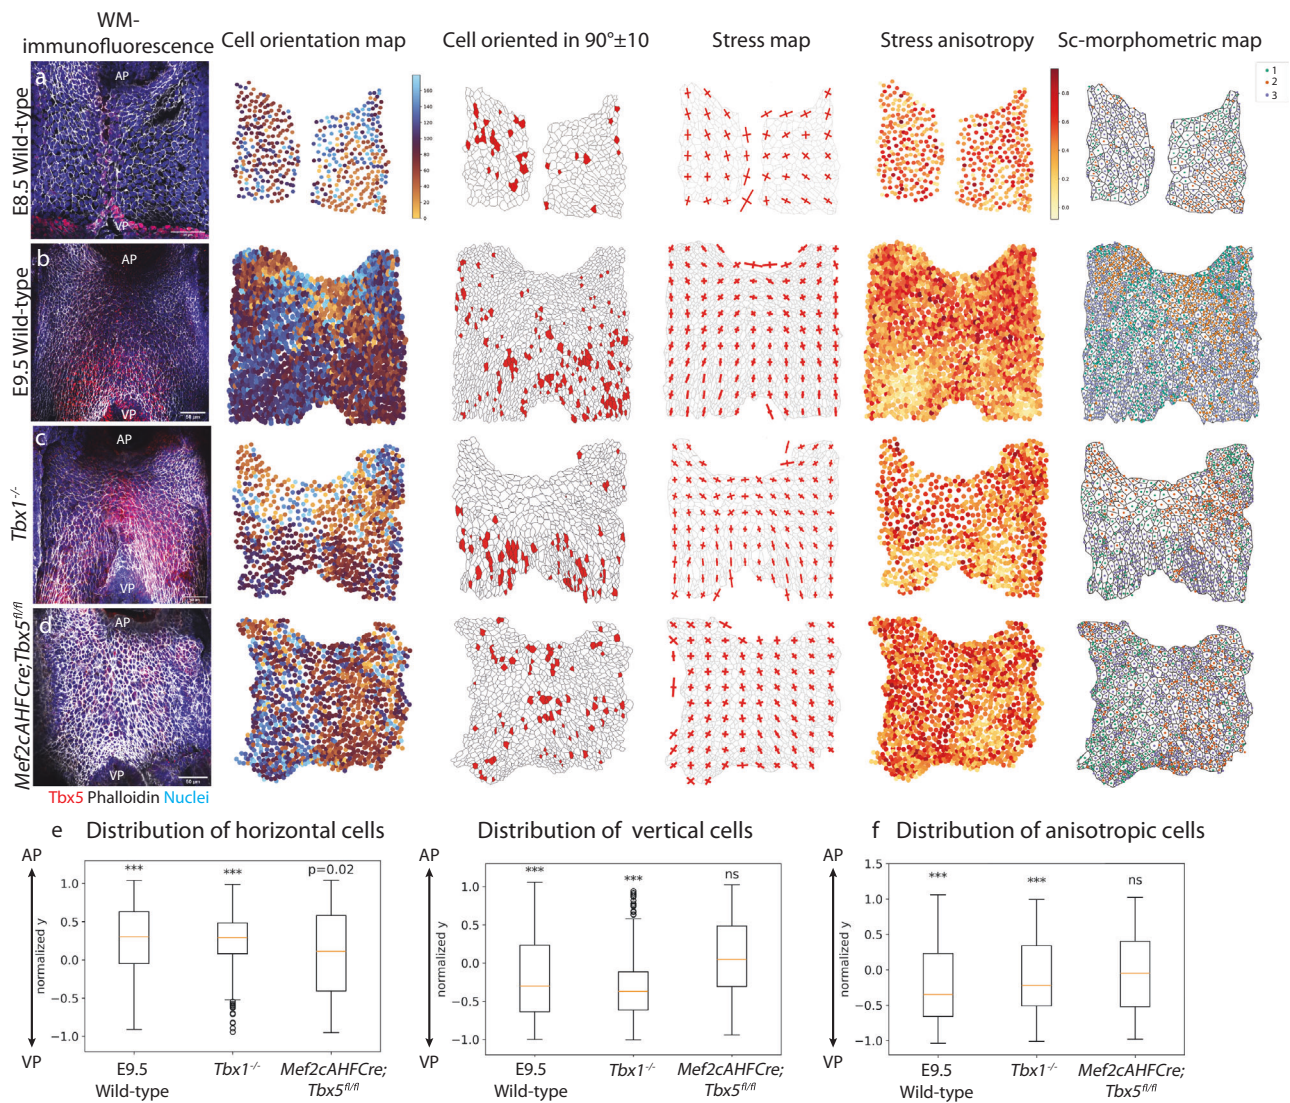 WM-
immunofluorescence
Cell orientation map
Cell oriented in 90°±10
Stress map
Stress anisotropy
Sc-morphometric map
E8.5 Wild-type
a
AP
VP
160
140
120
100
80
60
40
20
0
0.8
0.6
0.4
0.2
0.0
1
2
3
E9.5 Wild-type
b
AP
VP
50 µm
Tbx1-/-
c
AP
VP
Mef2cAHFCre;Tbx5fl/fl
d
AP
VP
50 µm
Tbx5 Phalloidin Nuclei
e Distribution of horizontal cells
AP
VP
normalized y
1.0
0.5
0.0
−0.5
−1.0
*** *** p=0.02
E9.5 Tbx1-/- Mef2cAHFCre;
Wild-type Tbx5fl/fl
Distribution of vertical cells
AP
VP
normalized y
1.0
0.5
0.0
−0.5
−1.0
*** *** ns
E9.5 Tbx1-/- Mef2cAHFCre;
Wild-type Tbx5fl/fl
f Distribution of anisotropic cells
AP
VP
normalized y
1.5
1.0
0.5
0.0
−0.5
−1.0
*** *** ns
E9.5 Tbx1-/- Mef2cAHFCre;
Wild-type Tbx5fl/fl